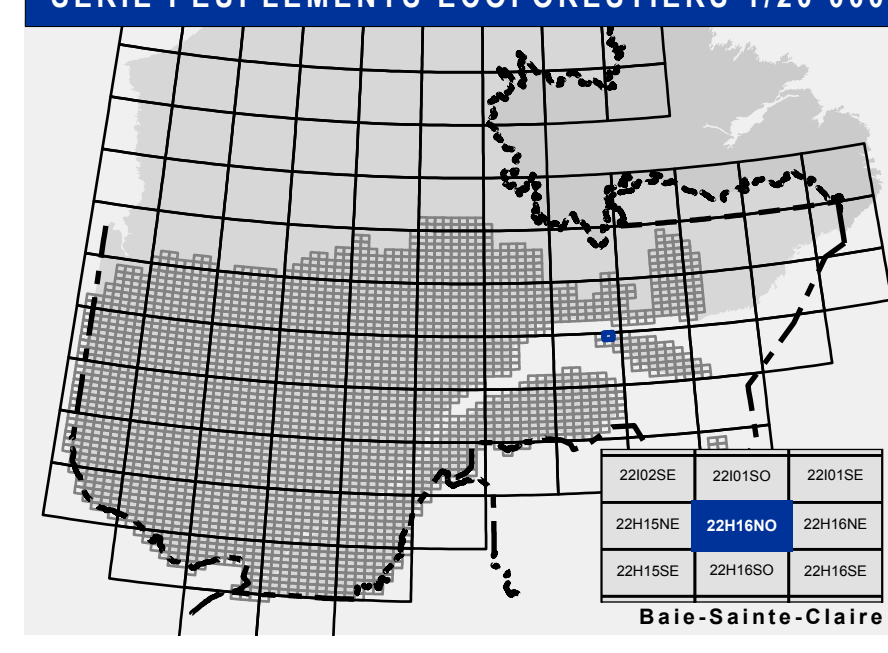 SÉRIE PEUPLEMENTS ÉCOFORESTIERS 1/20 000
22I02SE 22I01SO 22I01SE
22H15NE 22H16NO 22H16NE
22H15SE 22H16SO 22H16SE
Baie-Sainte-Claire